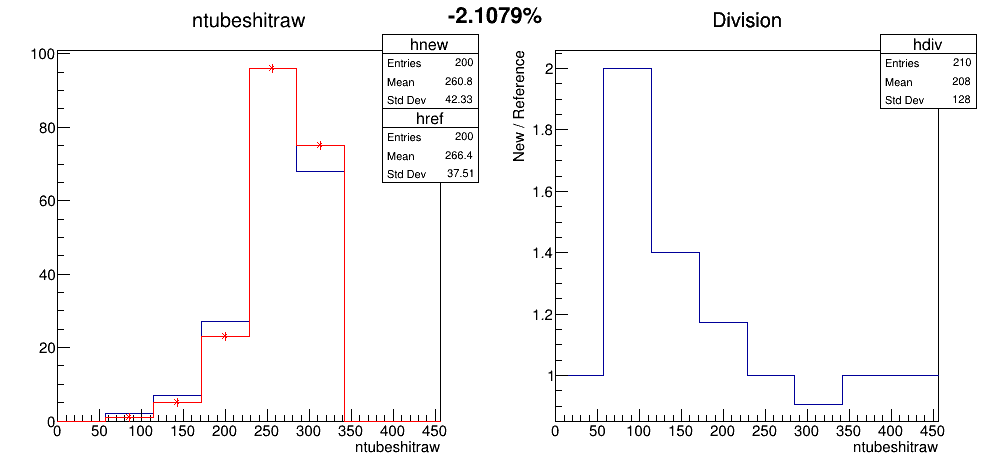 -2.1079%
ntubeshitraw
hnew
Entries 200
Mean 260.8
Std Dev 42.33
href
Entries 200
Mean 266.4
Std Dev 37.51
100
80
60
40
20
0
0 50 100 150 200 250 300 350 400 450
ntubeshitraw
Division
hdiv
Entries 210
Mean 208
Std Dev 128
New / Reference
2
1.8
1.6
1.4
1.2
1
0 50 100 150 200 250 300 350 400 450
ntubeshitraw